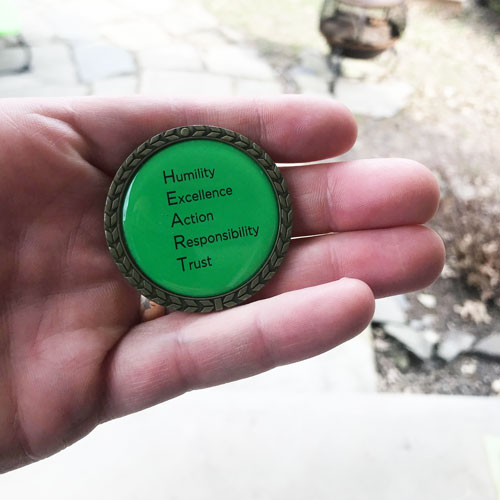 Humility
Excellence
Action
Responsibility
Trust